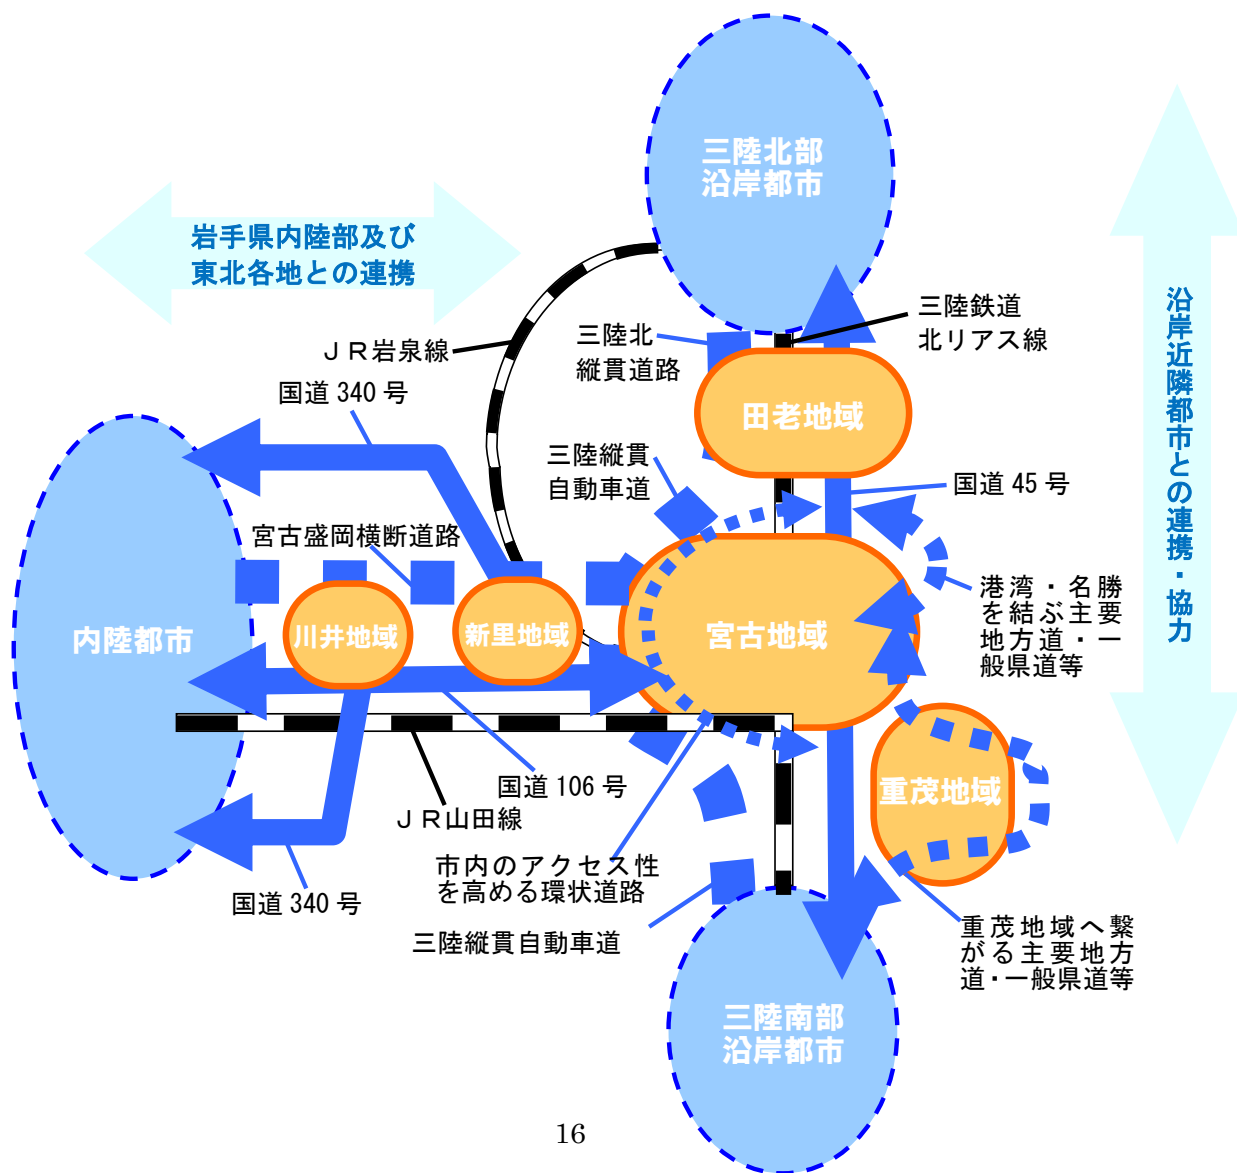 三陸北部
沿岸都市
岩手県内陸部及び
東北各地との連携
沿岸近隣都市との連携・協力
三陸鉄道
北リアス線
三陸北
縦貫道路
ＪＲ岩泉線
国道 340 号
田老地域
三陸縦貫
自動車道
国道 45 号
宮古盛岡横断道路
港湾・名勝
を結ぶ主要
地方道・一
般県道等
内陸都市
川井地域
新里地域
宮古地域
国道 106 号
ＪＲ山田線
重茂地域
市内のアクセス性
を高める環状道路
国道 340 号
三陸縦貫自動車道
重茂地域へ繋
がる主要地方
道・一般県道等
三陸南部
沿岸都市
16